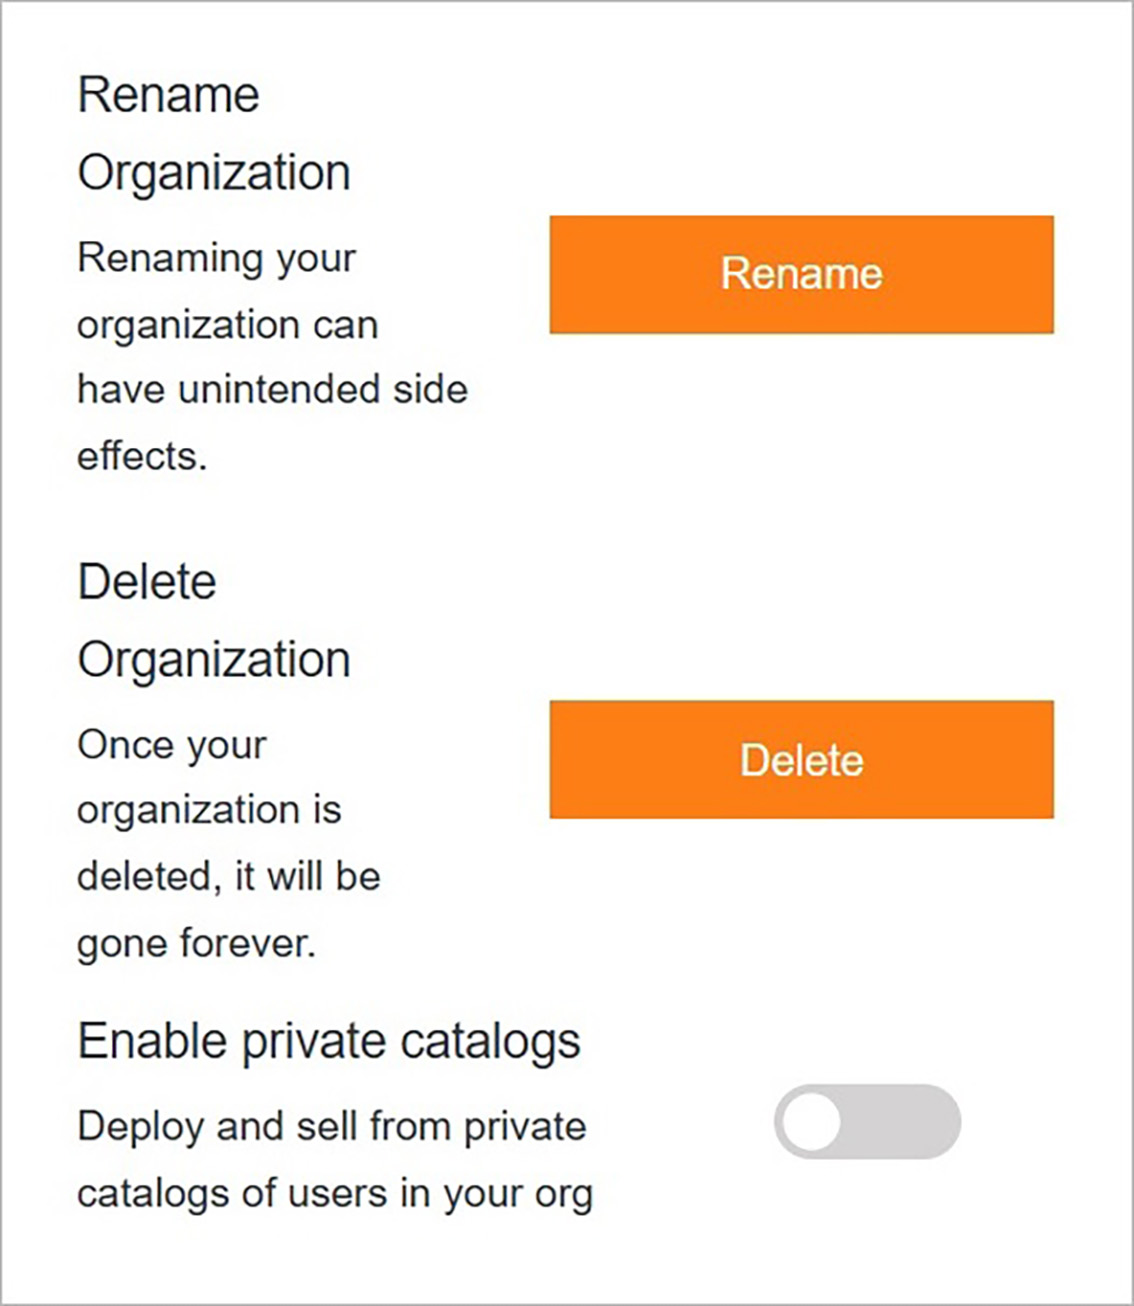 Rename
Organization
Renaming your
organization can
have unintended side
effects.
Rename
Delete
Organization
Once your
organization is
deleted, it will be
gone forever.
Delete
Enable private catalogs
Deploy and sell from private
catalogs of users in your org